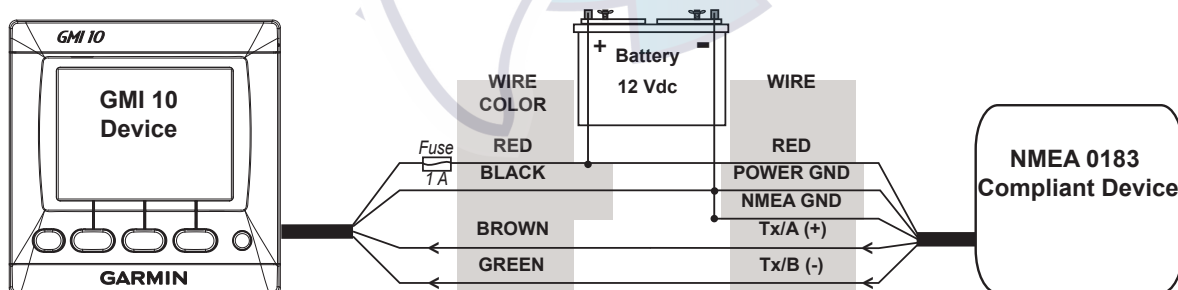 GMI 10
GMI 10
Device
GARMIN
+ Battery -
12 Vdc
WIRE
COLOR
WIRE
Fuse
1 A
RED
RED
BLACK
POWER GND
NMEA GND
BROWN
Tx/A (+)
GREEN
Tx/B (-)
NMEA 0183
Compliant Device